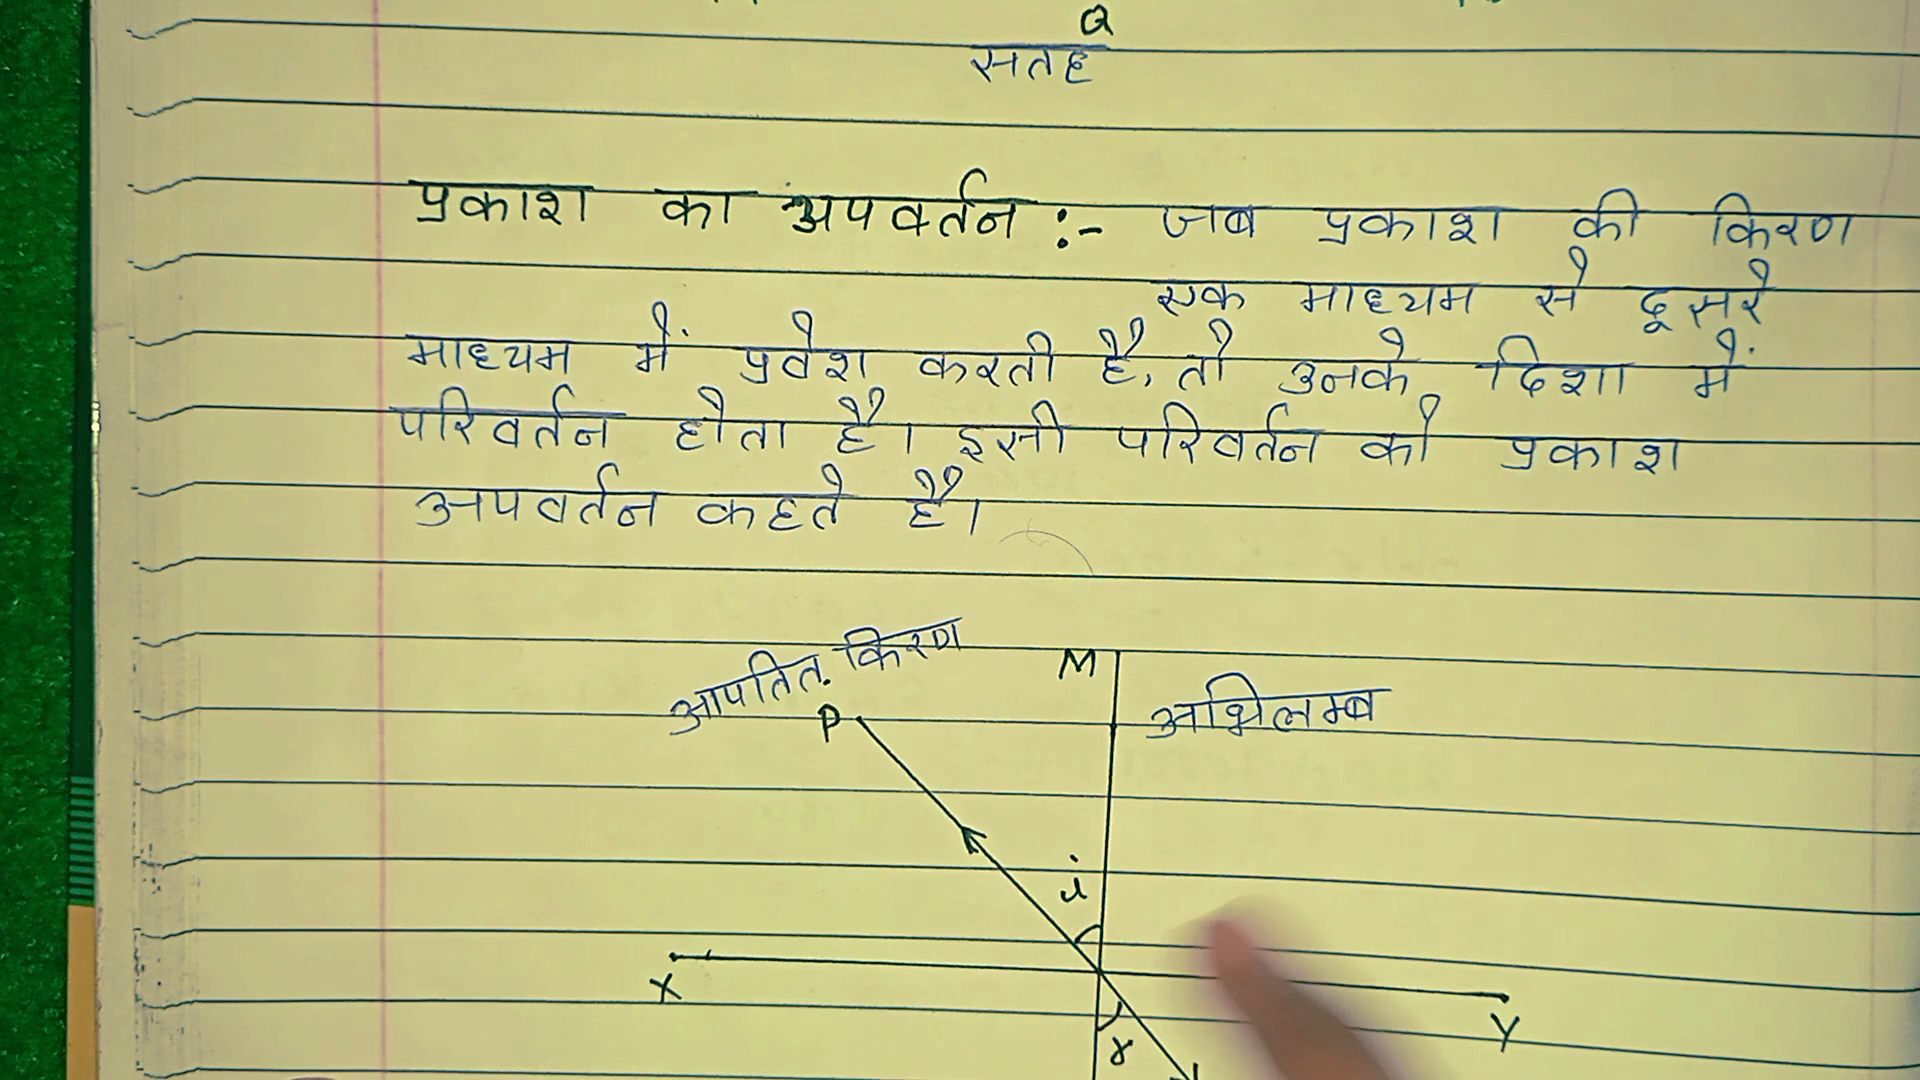 Q
सतह
प्रकाश का अपवर्तन :- जब प्रकाश की किरण
एक माध्यम से दूसरे
माध्यम में प्रवेश करती है, तो उनके दिशा में
परिवर्तन होता है। इसी परिवर्तन को प्रकाश
अपवर्तन कहते है।
आपतित किरण
M
P
अभिलम्ब
i
X
Y
r